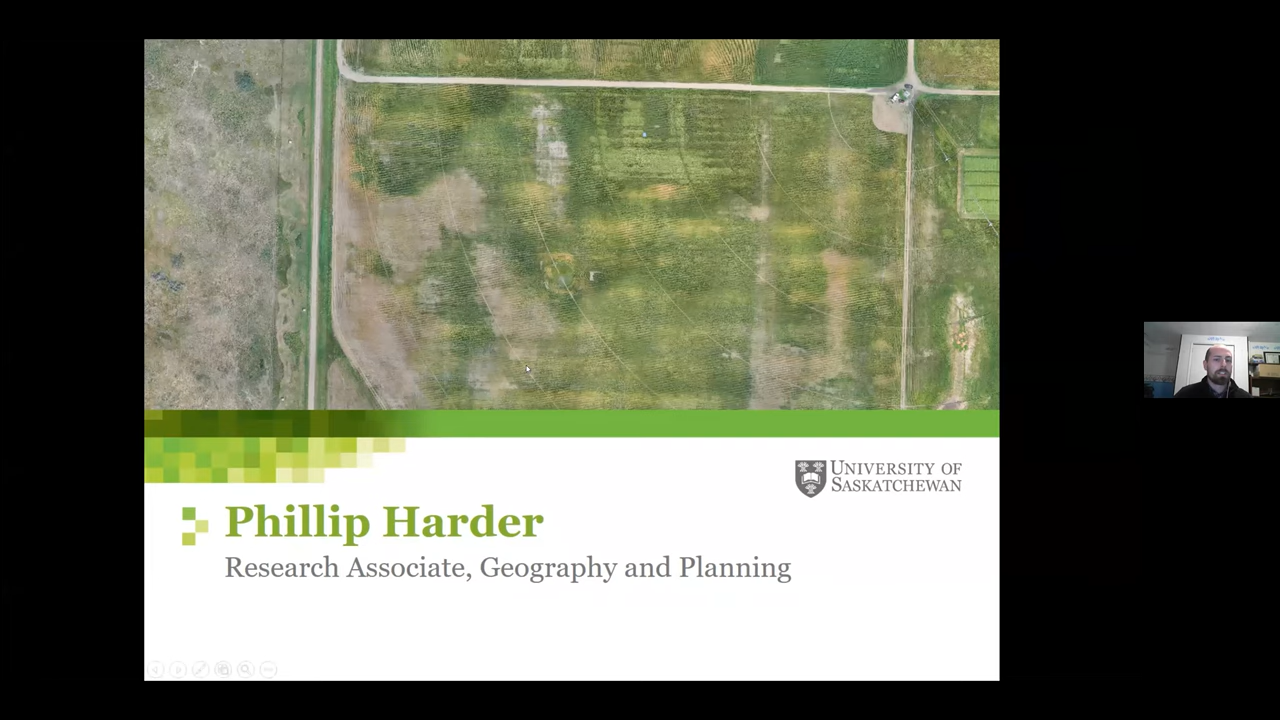 UNIVERSITY OF
SASKATCHEWAN
Phillip Harder
Research Associate, Geography and Planning